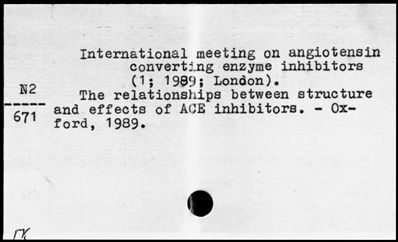 International meeting on angiotensin
converting enzyme inhibitors
(1; 1989; London).
N2
The relationships between structure
671
and effects of ACE inhibitors. - Ox-
ford, 1989.